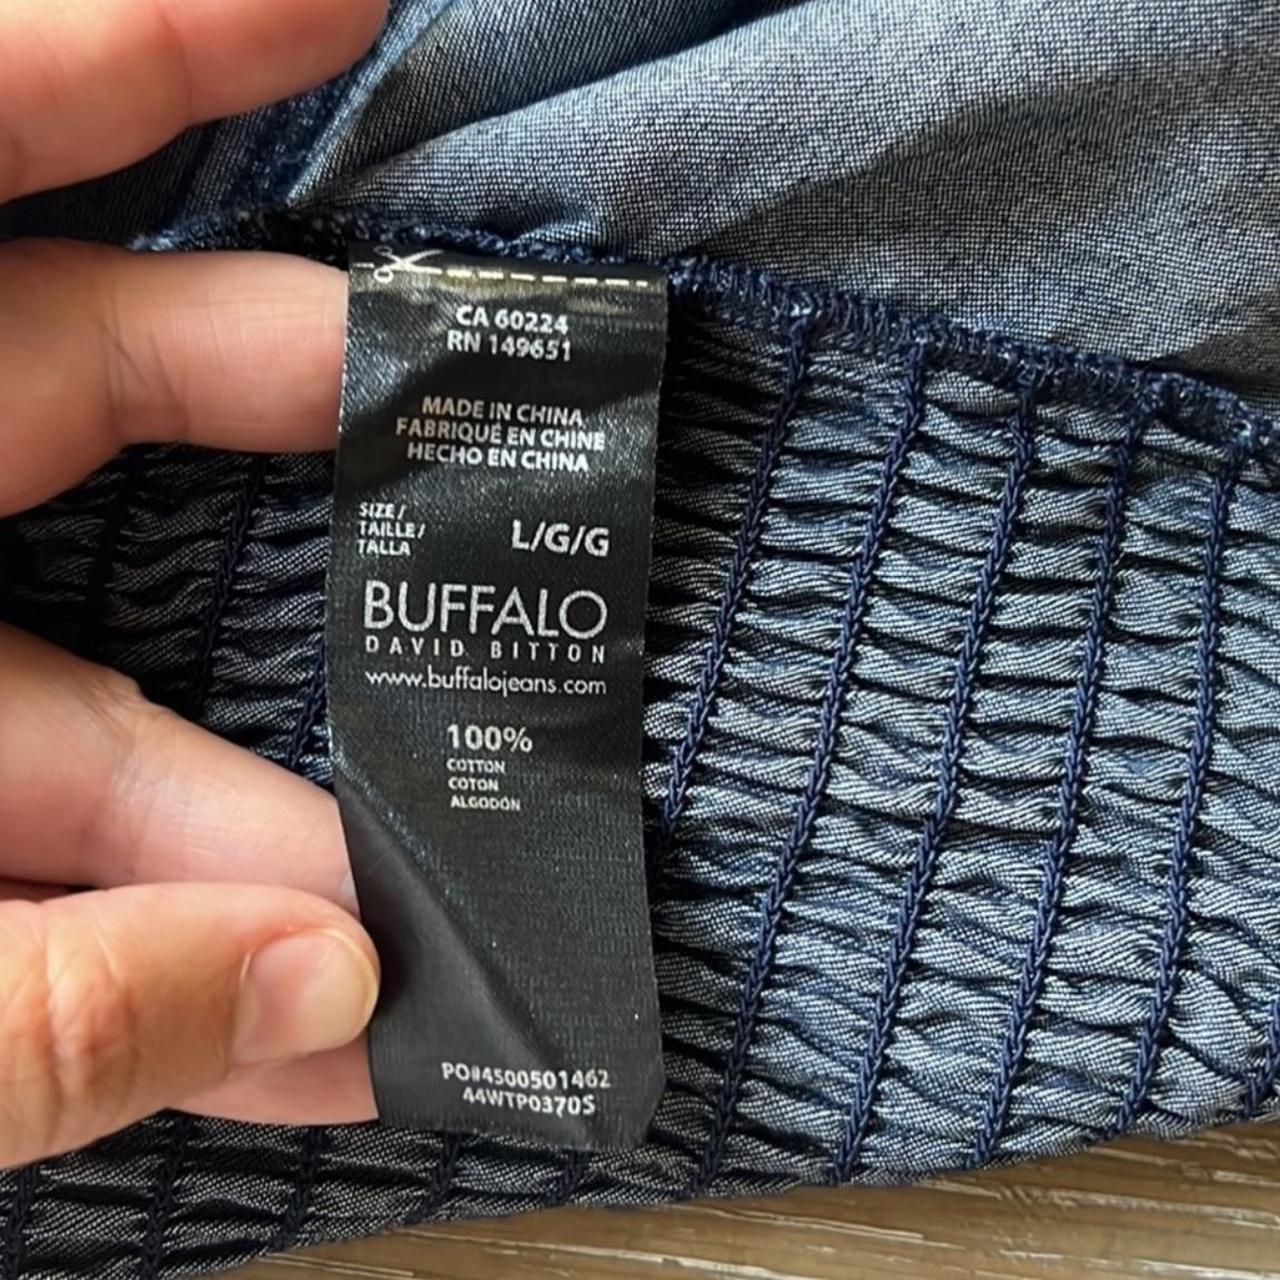 CA 60224
RN 149651
MADE IN CHINA
FABRIQUÉ EN CHINE
HECHO EN CHINA
SIZE /
TAILLE /
TALLA
L/G/G
BUFFALO
DAVID BITTON
www.buffalojeans.com
100%
COTTON
COTON
ALGODÓN
PO#4500501462
44WTP0370S